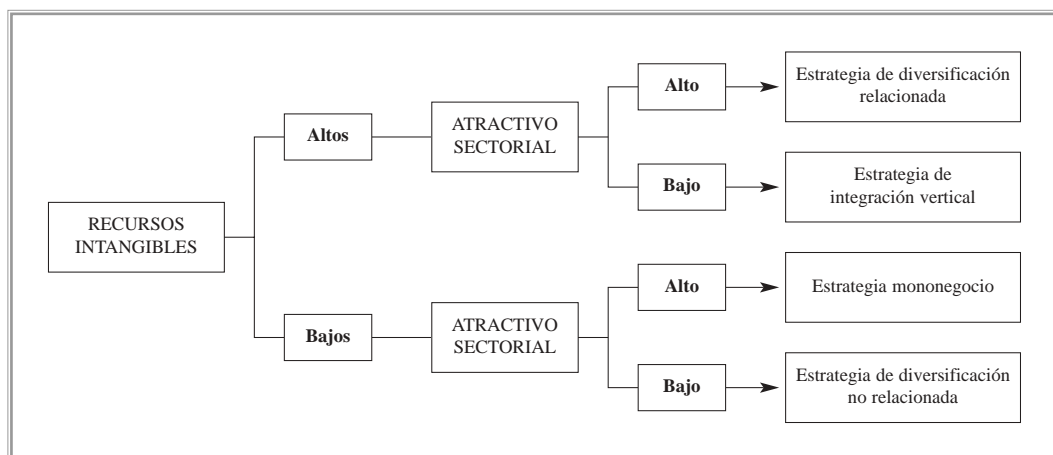 RECURSOS
INTANGIBLES
Altos
ATRACTIVO
SECTORIAL
Alto
Estrategia de diversificación
relacionada
Bajo
Estrategia de
integración vertical
Bajos
ATRACTIVO
SECTORIAL
Alto
Estrategia mononegocio
Bajo
Estrategia de diversificación
no relacionada